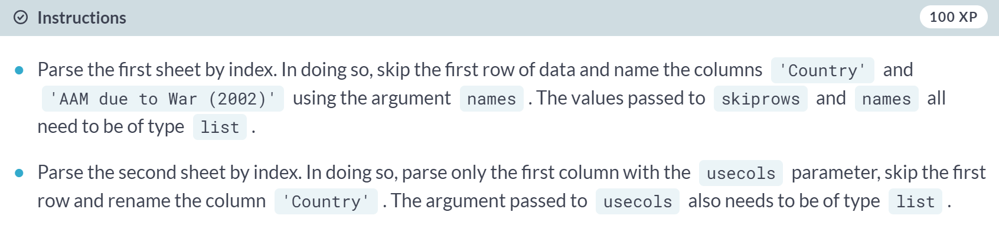 Instructions
100 XP
Parse the first sheet by index. In doing so, skip the first row of data and name the columns 'Country' and
'AAM due to War (2002)' using the argument names . The values passed to skiprows and names all
need to be of type list .
Parse the second sheet by index. In doing so, parse only the first column with the usecols parameter, skip the first
row and rename the column 'Country' . The argument passed to usecols also needs to be of type list .